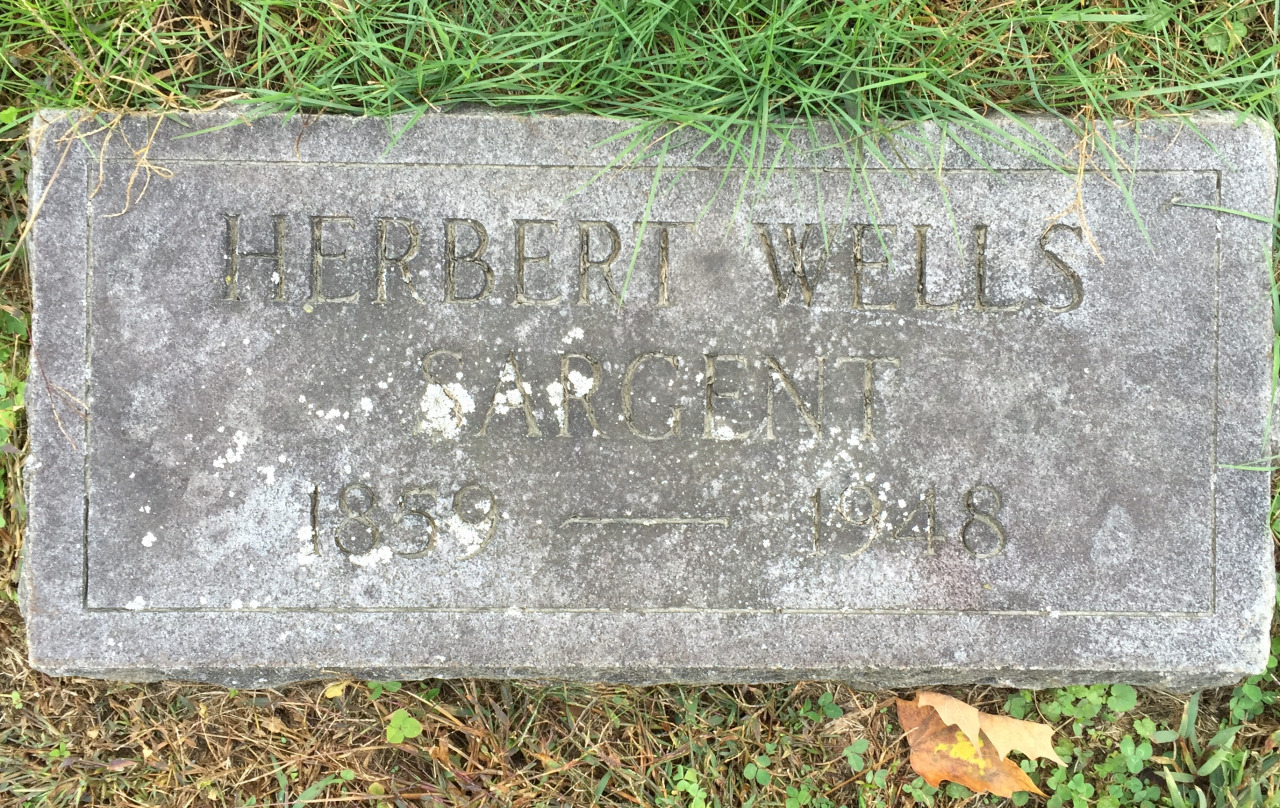 HERBERT WELLS
SARGENT
1859 — 1948